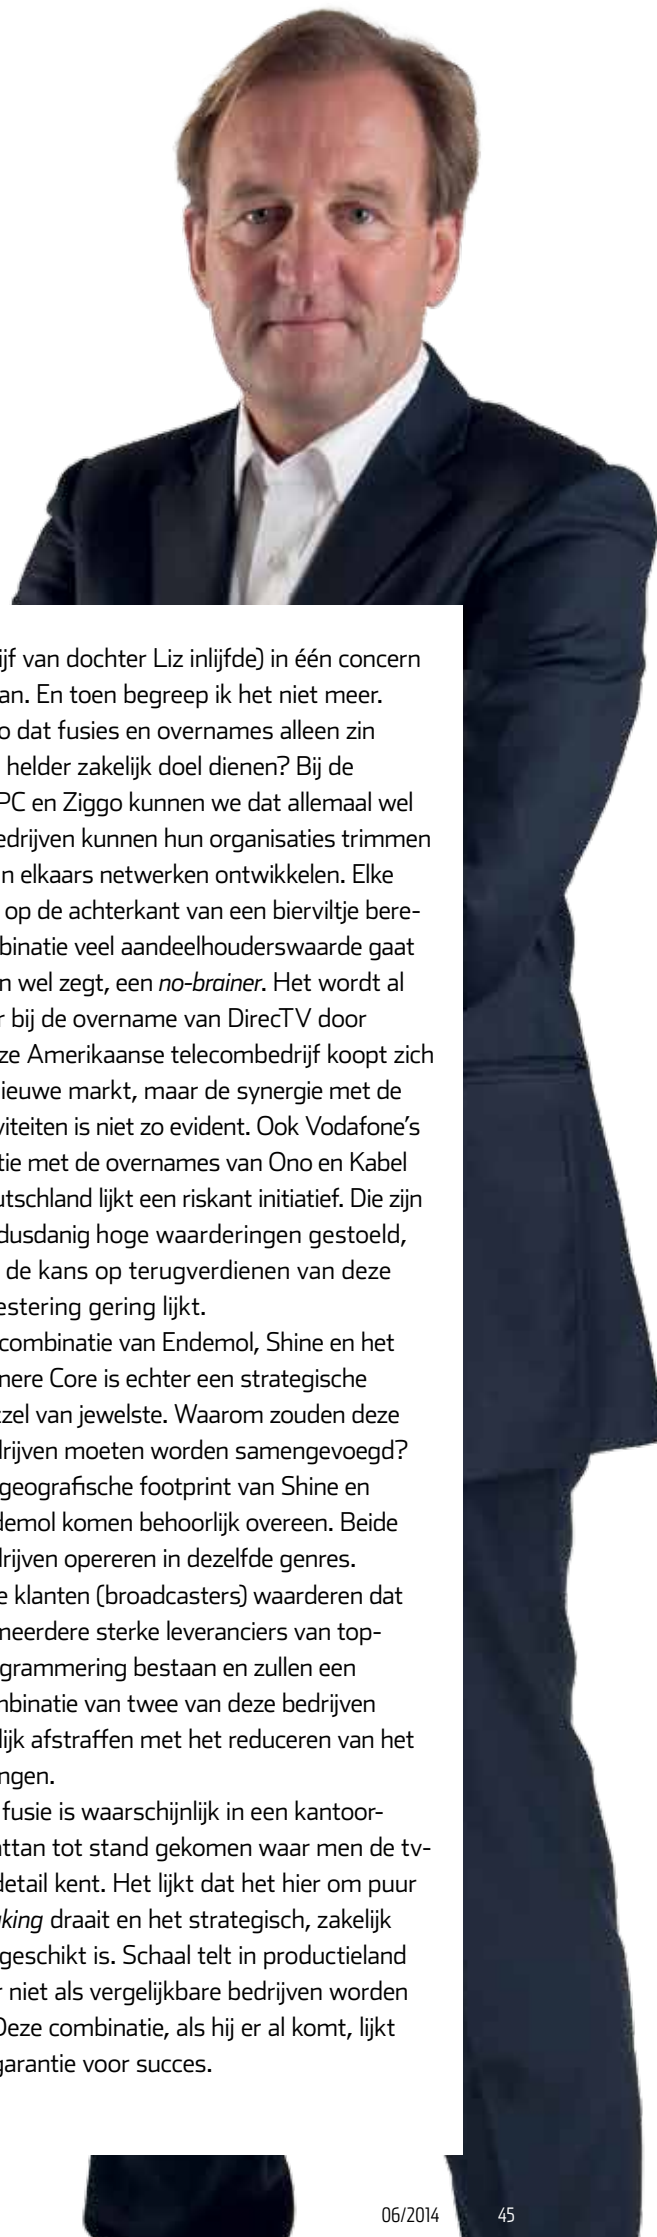 ijf van dochter Liz inlijfde) in één concern
an. En toen begreep ik het niet meer.
o dat fusies en overnames alleen zin
helder zakelijk doel dienen? Bij de
PC en Ziggo kunnen we dat allemaal wel
edrijven kunnen hun organisaties trimmen
n elkaars netwerken ontwikkelen. Elke
op de achterkant van een bierviltje bere-
binatie veel aandeelhouderswaarde gaat
n wel zegt, een no-brainer. Het wordt al
r bij de overname van DirecTV door
ze Amerikaanse telecombedrijf koopt zich
ieuwe markt, maar de synergie met de
viteiten is niet zo evident. Ook Vodafone’s
tie met de overnames van Ono en Kabel
utschland lijkt een riskant initiatief. Die zijn
dusdanig hoge waarderingen gestoeld,
de kans op terugverdienen van deze
estering gering lijkt.
combinatie van Endemol, Shine en het
nere Core is echter een strategische
zel van jewelste. Waarom zouden deze
drijven moeten worden samengevoegd?
geografische footprint van Shine en
demol komen behoorlijk overeen. Beide
drijven opereren in dezelfde genres.
e klanten (broadcasters) waarderen dat
meerdere sterke leveranciers van top-
grammering bestaan en zullen een
nbinatie van twee van deze bedrijven
lijk afstraffen met het reduceren van het
ngen.
fusie is waarschijnlijk in een kantoor-
attan tot stand gekomen waar men de tv-
detail kent. Het lijkt dat het hier om puur
king draait en het strategisch, zakelijk
geschikt is. Schaal telt in productieland
r niet als vergelijkbare bedrijven worden
Deze combinatie, als hij er al komt, lijkt
garantie voor succes.
06/2014 45